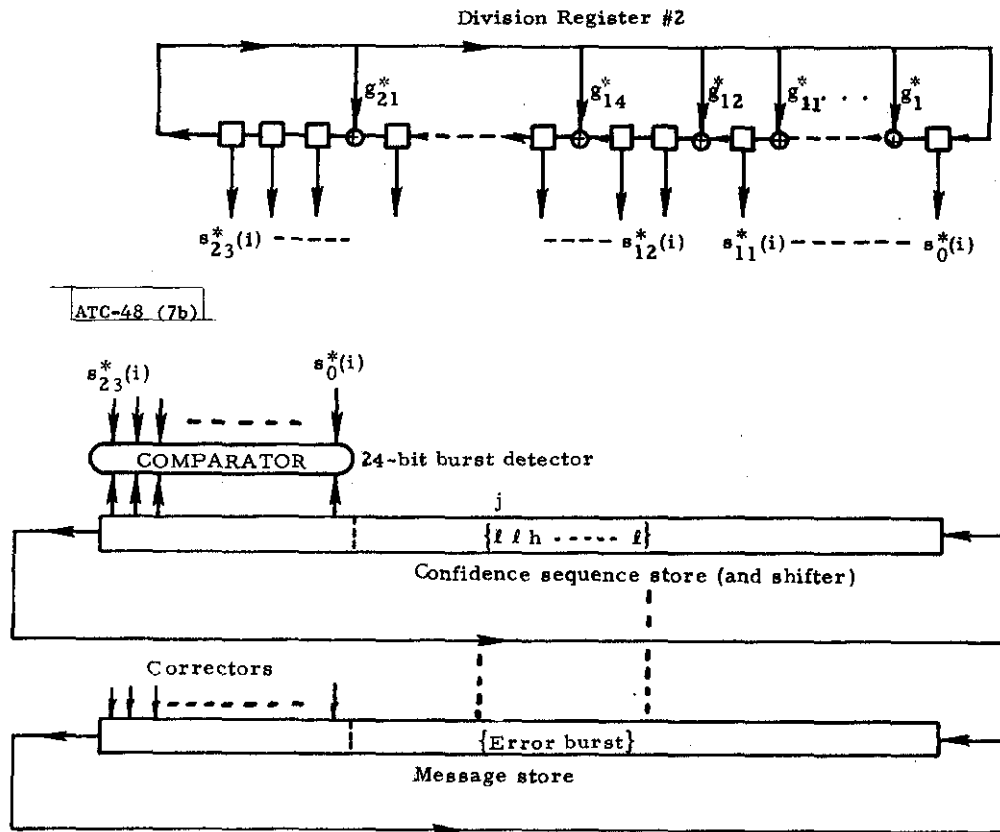 Division Register #2
g*21 g*14 g*12 g*11 · · · g*1
s*23(i) ----- ---- s*12(i) s*11(i) ------ s*0(i)
ATC-48 (7b)
s*23(i) s*0(i)
COMPARATOR 24-bit burst detector
j
{ℓ ℓ h ----- ℓ}
Confidence sequence store (and shifter)
Correctors
{Error burst}
Message store